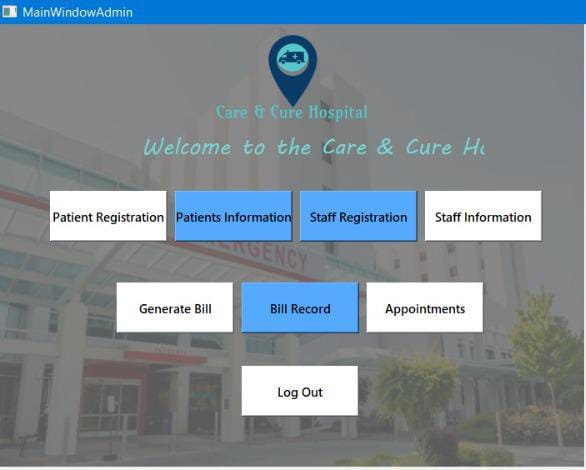 MainWindowAdmin
Care & Cure Hospital
Welcome to the Care & Cure Ho
Patient Registration Patients Information Staff Registration Staff Information
EMERGENCY
Generate Bill Bill Record Appointments
Log Out